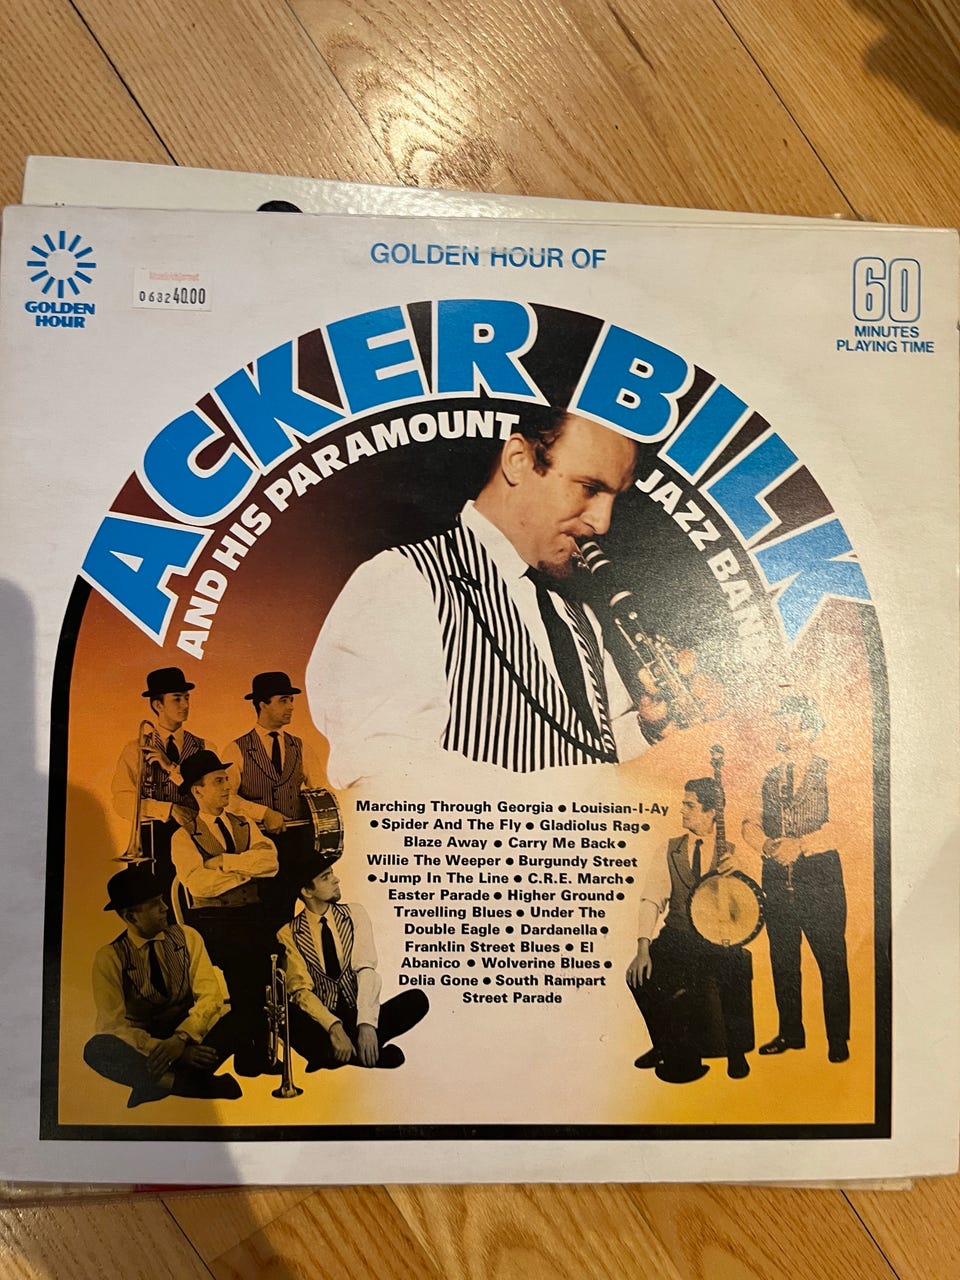 GOLDEN HOUR OF
GOLDEN
HOUR
0632 40.00
60
MINUTES
PLAYING TIME
ACKER BILK
AND HIS PARAMOUNT JAZZ BAND
Marching Through Georgia ● Louisian-I-Ay
● Spider And The Fly ● Gladiolus Rag ●
Blaze Away ● Carry Me Back ●
Willie The Weeper ● Burgundy Street
● Jump In The Line ● C.R.E. March ●
Easter Parade ● Higher Ground ●
Travelling Blues ● Under The
Double Eagle ● Dardanella ●
Franklin Street Blues ● El
Abanico ● Wolverine Blues ●
Delia Gone ● South Rampart
Street Parade